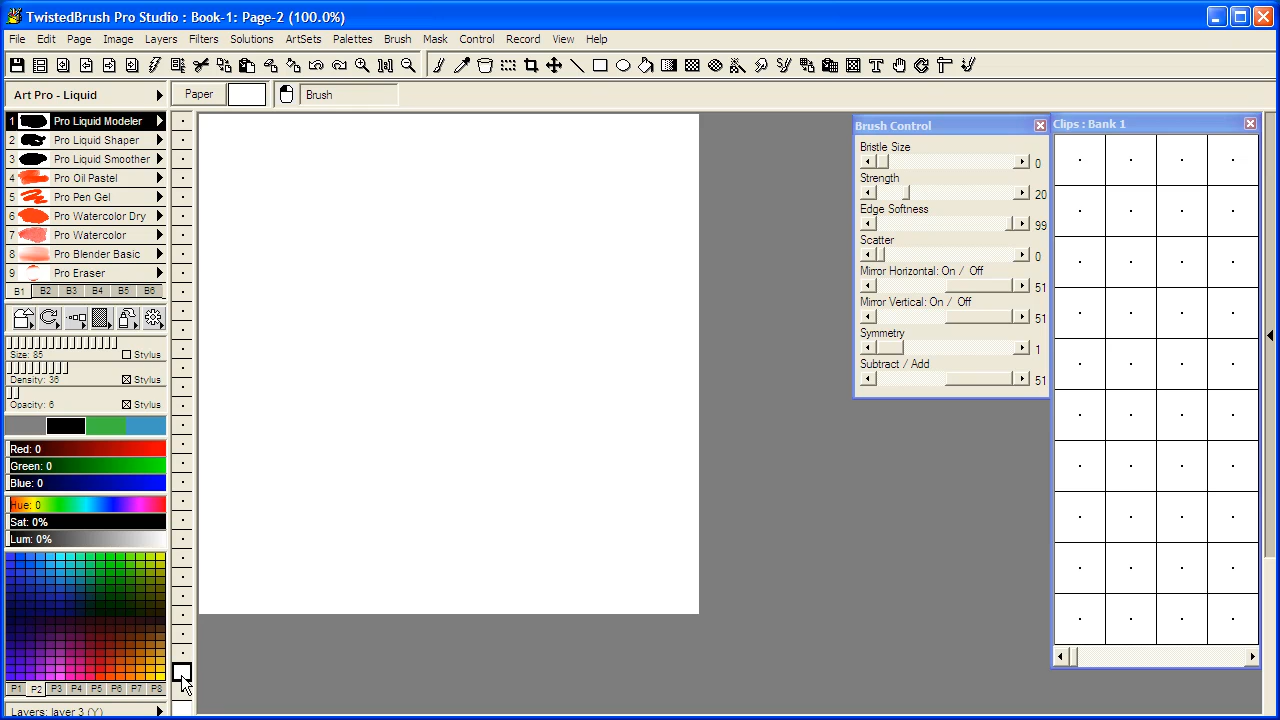 TwistedBrush Pro Studio : Book-1: Page-2 (100.0%)
File Edit Page Image Layers Filters Solutions ArtSets Palettes Brush Mask Control Record View Help
Art Pro - Liquid
Paper
Brush
1 Pro Liquid Modeler
2 Pro Liquid Shaper
3 Pro Liquid Smoother
4 Pro Oil Pastel
5 Pro Pen Gel
6 Pro Watercolor Dry
7 Pro Watercolor
8 Pro Blender Basic
9 Pro Eraser
B1 B2 B3 B4 B5 B6
Size: 85 Stylus
Density: 36 Stylus
Opacity: 6 Stylus
Red: 0
Green: 0
Blue: 0
Hue: 0
Sat: 0%
Lum: 0%
P1 P2 P3 P4 P5 P6 P7 P8
Layers: layer 3 (Y)
Brush Control
Bristle Size
0
Strength
20
Edge Softness
99
Scatter
0
Mirror Horizontal: On / Off
51
Mirror Vertical: On / Off
51
Symmetry
1
Subtract / Add
51
Clips : Bank 1